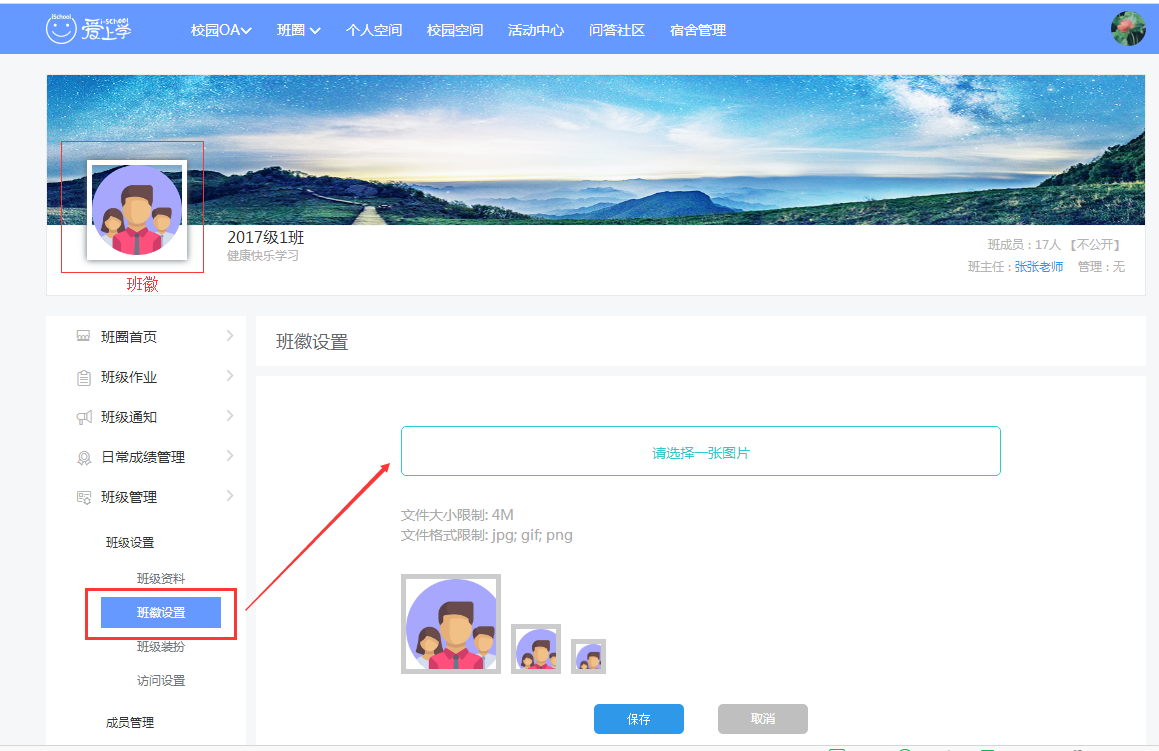 iSchool
爱上学
i-school
校园OA 班圈 个人空间 校园空间 活动中心 问答社区 宿舍管理
2017级1班
健康快乐学习
班徽
班成员：17人 【不公开】
班主任：张张老师 管理：无
班圈首页
班级作业
班级通知
日常成绩管理
班级管理
班级设置
班级资料
班徽设置
班级装扮
访问设置
成员管理
班徽设置
请选择一张图片
文件大小限制: 4M
文件格式限制: jpg; gif; png
保存 取消